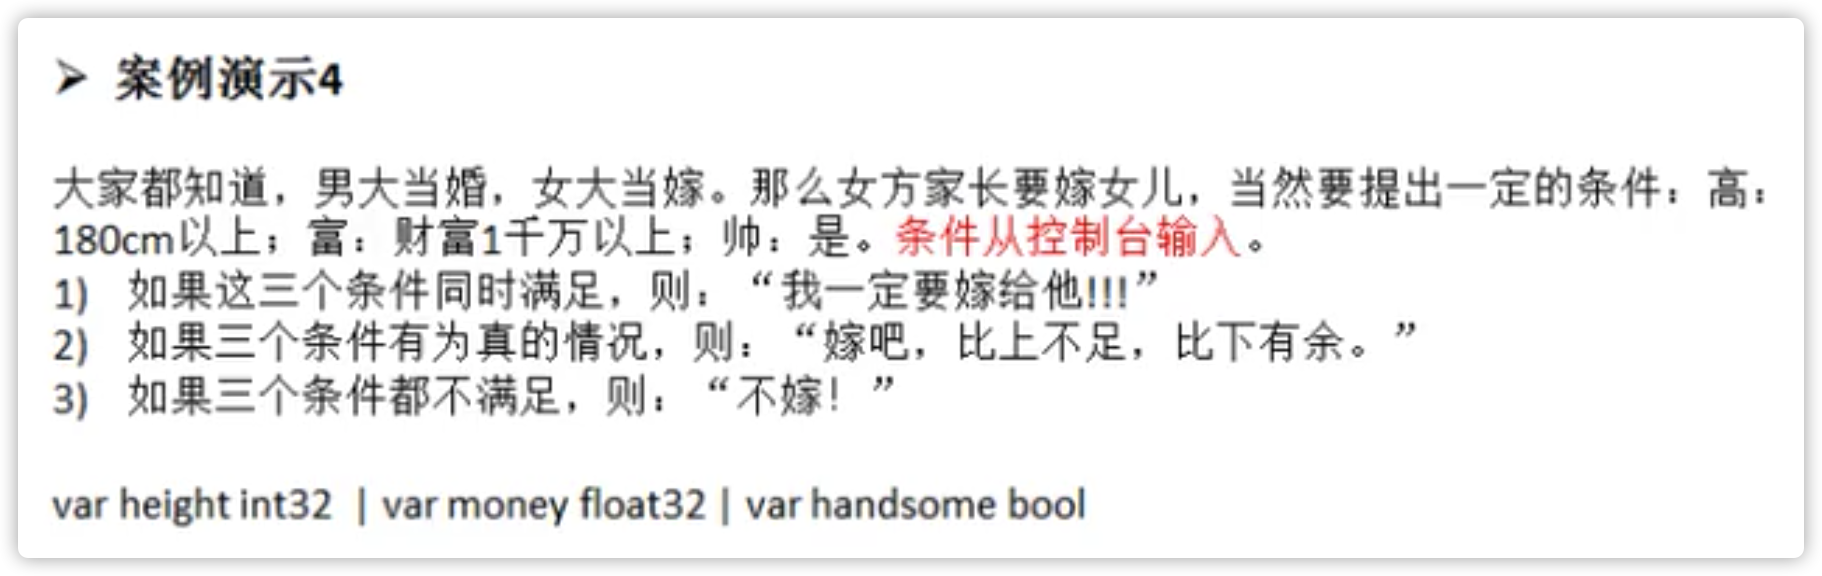 ➢ 案例演示4
大家都知道，男大当婚，女大当嫁。那么女方家长要嫁女儿，当然要提出一定的条件：高：
180cm以上；富：财富1千万以上；帅：是。条件从控制台输入。
1) 如果这三个条件同时满足，则：“我一定要嫁给他!!!”
2) 如果三个条件有为真的情况，则：“嫁吧，比上不足，比下有余。”
3) 如果三个条件都不满足，则：“不嫁！”
var height int32 | var money float32 | var handsome bool